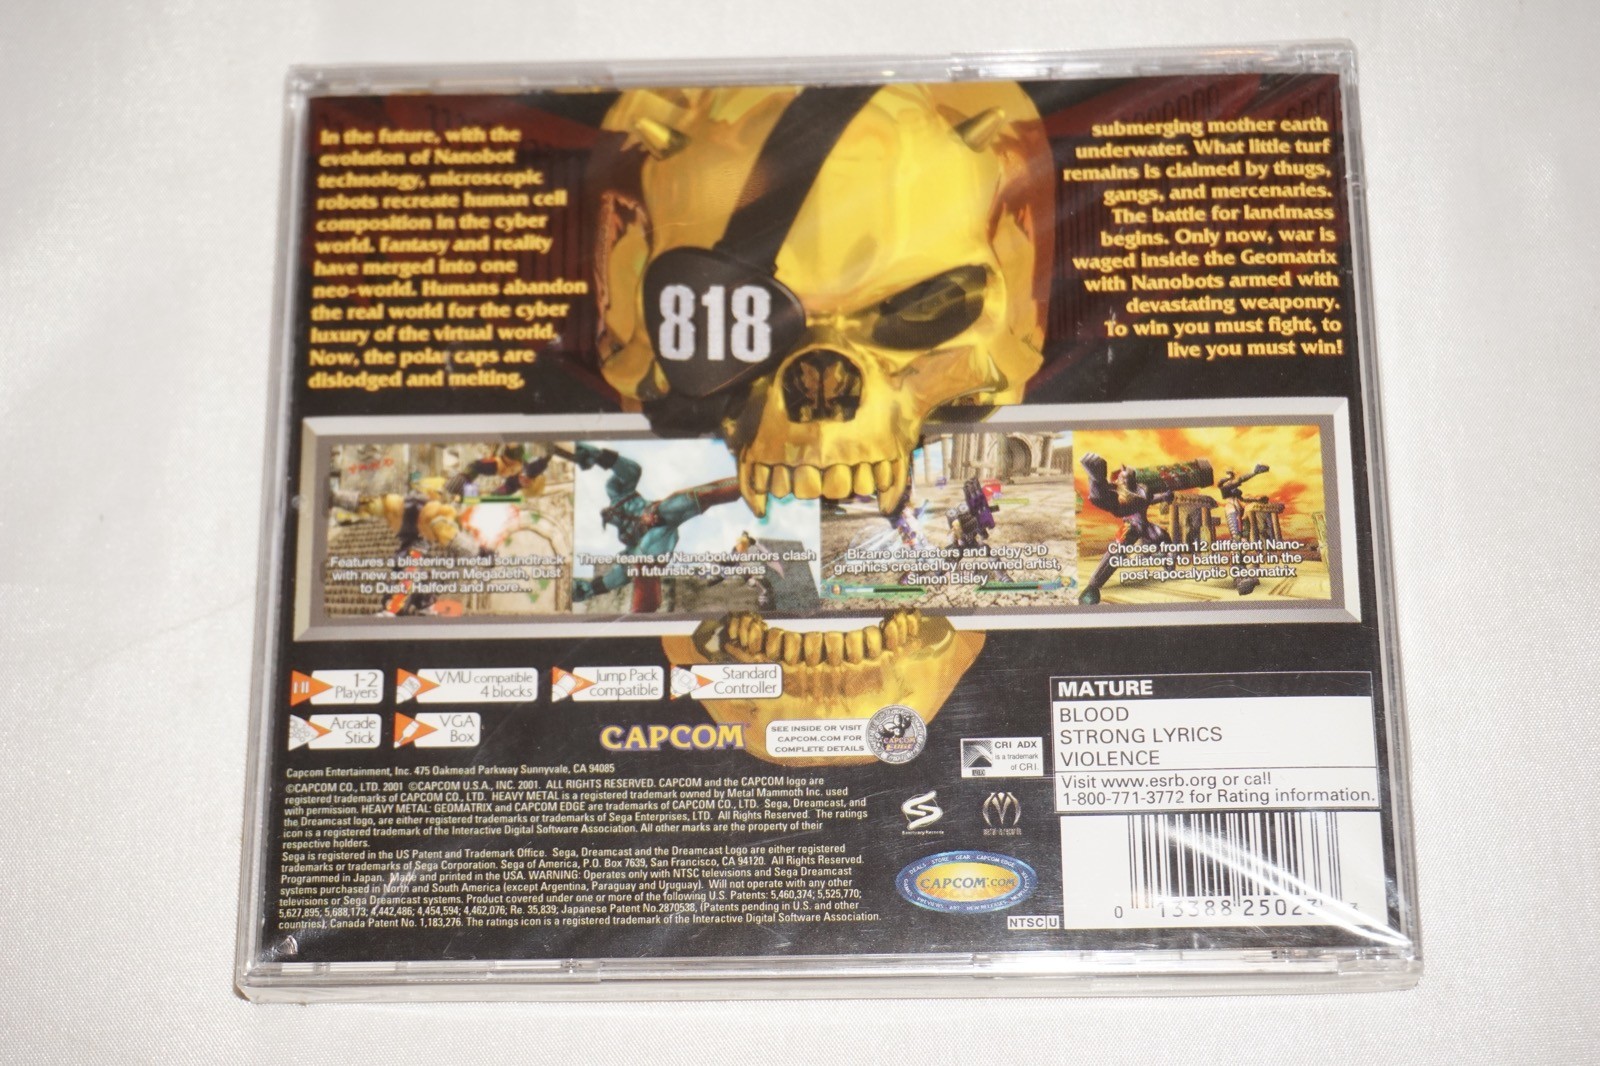 In the future, with the
evolution of Nanobot
technology, microscopic
robots recreate human cell
composition in the cyber
world. Fantasy and reality
have merged into one
neo-world. Humans abandon
the real world for the cyber
luxury of the virtual world.
Now, the polar caps are
dislodged and melting,
submerging mother earth
underwater. What little turf
remains is claimed by thugs,
gangs, and mercenaries.
The battle for landmass
begins. Only now, war is
waged inside the Geomatrix
with Nanobots armed with
devastating weaponry.
To win you must fight, to
live you must win!
818
Features a blistering metal soundtrack
with new songs from Megadeth, Dust
to Dust, Halford and more...
Three teams of Nanobot warriors clash
in futuristic 3-D arenas
Bizarre characters and edgy 3-D
graphics created by renowned artist,
Simon Bisley
Choose from 12 different Nano-
Gladiators to battle it out in the
post-apocalyptic Geomatrix
1-2
Players
VMU compatible
4 blocks
Jump Pack
compatible
Standard
Controller
Arcade
Stick
VGA
Box
CAPCOM
SEE INSIDE OR VISIT
CAPCOM.COM FOR
COMPLETE DETAILS
CAPCOM
EDGE
CRI ADX
is a trademark
of CRI.
MATURE
BLOOD
STRONG LYRICS
VIOLENCE
Visit www.esrb.org or call
1-800-771-3772 for Rating information.
Capcom Entertainment, Inc. 475 Oakmead Parkway Sunnyvale, CA 94085
©CAPCOM CO., LTD. 2001 ©CAPCOM U.S.A., INC. 2001. ALL RIGHTS RESERVED. CAPCOM and the CAPCOM logo are
registered trademarks of CAPCOM CO., LTD. HEAVY METAL is a registered trademark owned by Metal Mammoth Inc. used
with permission. HEAVY METAL: GEOMATRIX and CAPCOM EDGE are trademarks of CAPCOM CO., LTD. Sega, Dreamcast, and
the Dreamcast logo, are either registered trademarks or trademarks of Sega Enterprises, LTD. All Rights Reserved. The ratings
icon is a registered trademark of the Interactive Digital Software Association. All other marks are the property of their
respective holders.
Sega is registered in the US Patent and Trademark Office. Sega, Dreamcast and the Dreamcast Logo are either registered
trademarks or trademarks of Sega Corporation. Sega of America, P.O. Box 7639, San Francisco, CA 94120. All Rights Reserved.
Programmed in Japan. Made and printed in the USA. WARNING: Operates only with NTSC televisions and Sega Dreamcast
systems purchased in North and South America (except Argentina, Paraguay and Uruguay). Will not operate with any other
televisions or Sega Dreamcast systems. Product covered under one or more of the following U.S. Patents: 5,460,374; 5,525,770;
5,627,895; 5,688,173; 4,442,486; 4,454,594; 4,462,076; Re. 35,839; Japanese Patent No.2870538, (Patents pending in U.S. and other
countries), Canada Patent No. 1,183,276. The ratings icon is a registered trademark of the Interactive Digital Software Association.
Sanctuary Records
CAPCOM.COM
DEALS STORE GEAR CAPCOM EDGE
NTSC U
0 13388 25023 3